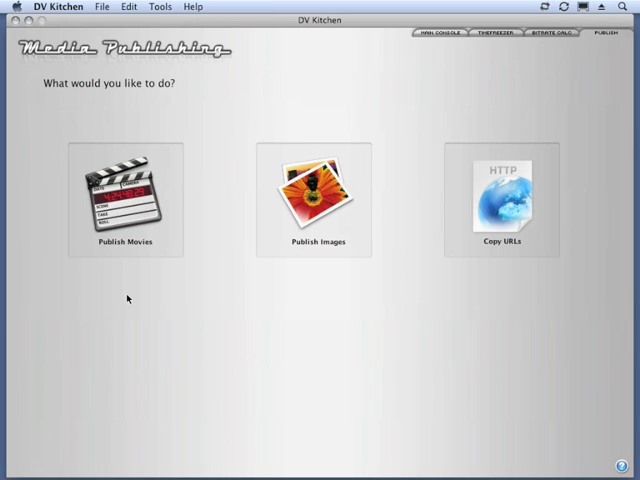 DV Kitchen File Edit Tools Help
DV Kitchen
MAIN CONSOLE TIMEFREEZER BITRATE CALC PUBLISH
Media Publishing
What would you like to do?
HTTP
Publish Movies Publish Images Copy URLs